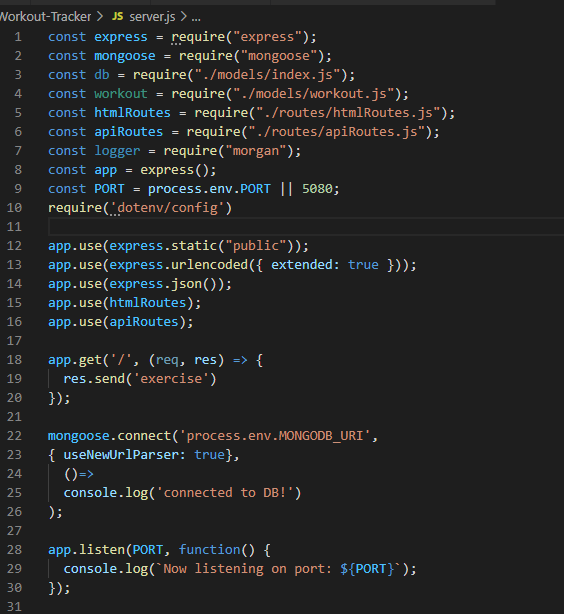 Workout-Tracker > JS server.js > ...
1 const express = require("express");
2 const mongoose = require("mongoose");
3 const db = require("./models/index.js");
4 const workout = require("./models/workout.js");
5 const htmlRoutes = require("./routes/htmlRoutes.js");
6 const apiRoutes = require("./routes/apiRoutes.js");
7 const logger = require("morgan");
8 const app = express();
9 const PORT = process.env.PORT || 5080;
10 require('dotenv/config')
11
12 app.use(express.static("public"));
13 app.use(express.urlencoded({ extended: true }));
14 app.use(express.json());
15 app.use(htmlRoutes);
16 app.use(apiRoutes);
17
18 app.get('/', (req, res) => {
19   res.send('exercise')
20 });
21
22 mongoose.connect('process.env.MONGODB_URI',
23 { useNewUrlParser: true},
24   ()=>
25   console.log('connected to DB!')
26 );
27
28 app.listen(PORT, function() {
29   console.log(`Now listening on port: ${PORT}`);
30 });
31